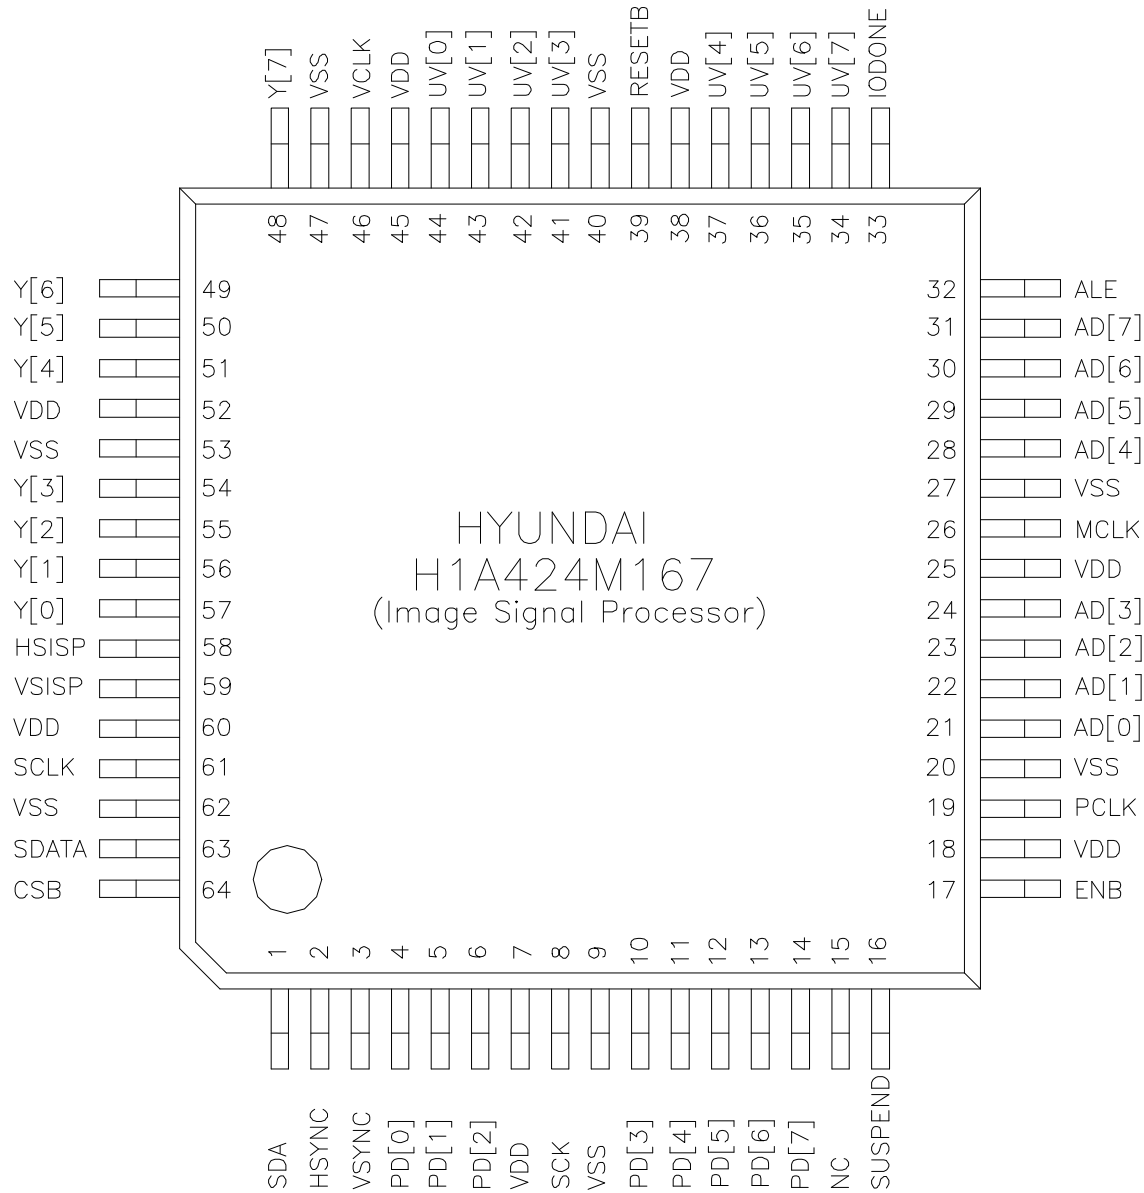 Y[7]
VSS
VCLK
VDD
UV[0]
UV[1]
UV[2]
UV[3]
VSS
RESETB
VDD
UV[4]
UV[5]
UV[6]
UV[7]
IODONE
48
47
46
45
44
43
42
41
40
39
38
37
36
35
34
33
Y[6] 49
Y[5] 50
Y[4] 51
VDD 52
VSS 53
Y[3] 54
Y[2] 55
Y[1] 56
Y[0] 57
HSISP 58
VSISP 59
VDD 60
SCLK 61
VSS 62
SDATA 63
CSB 64
HYUNDAI
H1A424M167
(Image Signal Processor)
32 ALE
31 AD[7]
30 AD[6]
29 AD[5]
28 AD[4]
27 VSS
26 MCLK
25 VDD
24 AD[3]
23 AD[2]
22 AD[1]
21 AD[0]
20 VSS
19 PCLK
18 VDD
17 ENB
1
2
3
4
5
6
7
8
9
10
11
12
13
14
15
16
SDA
HSYNC
VSYNC
PD[0]
PD[1]
PD[2]
VDD
SCK
VSS
PD[3]
PD[4]
PD[5]
PD[6]
PD[7]
NC
SUSPEND